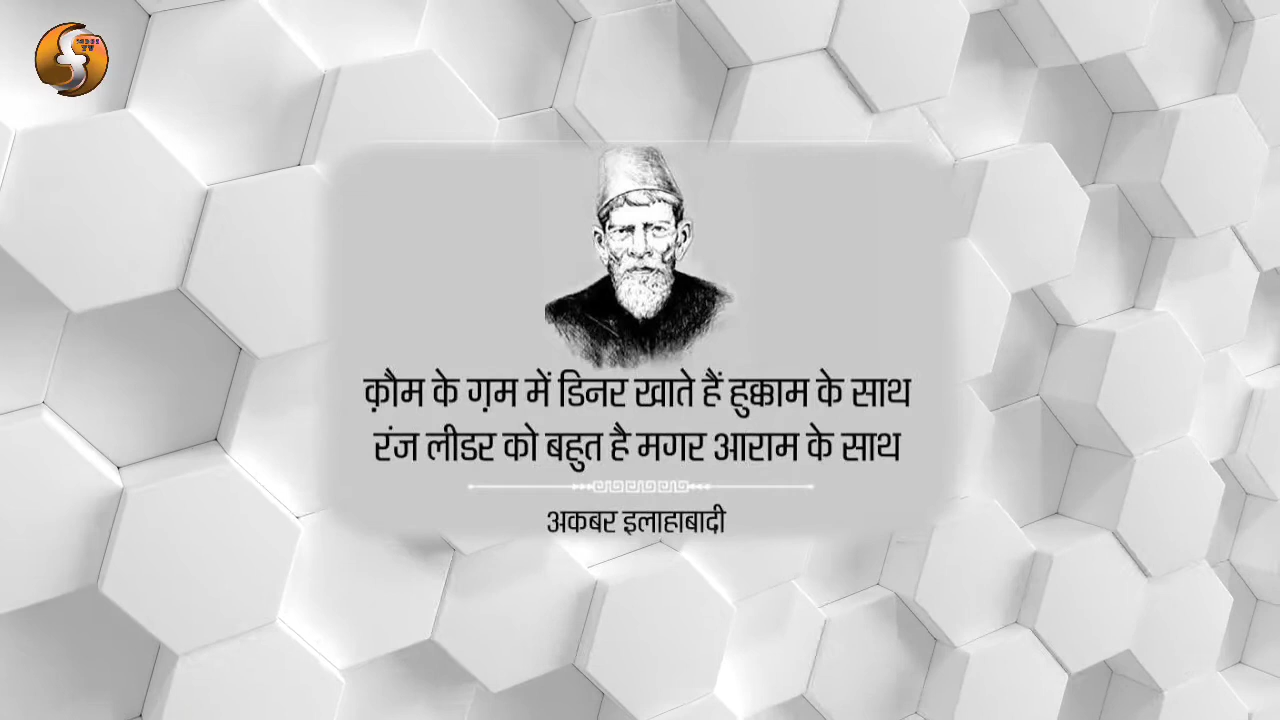 क़ौम के ग़म में डिनर खाते हैं हुक्काम के साथ
रंज लीडर को बहुत है मगर आराम के साथ
अकबर इलाहाबादी